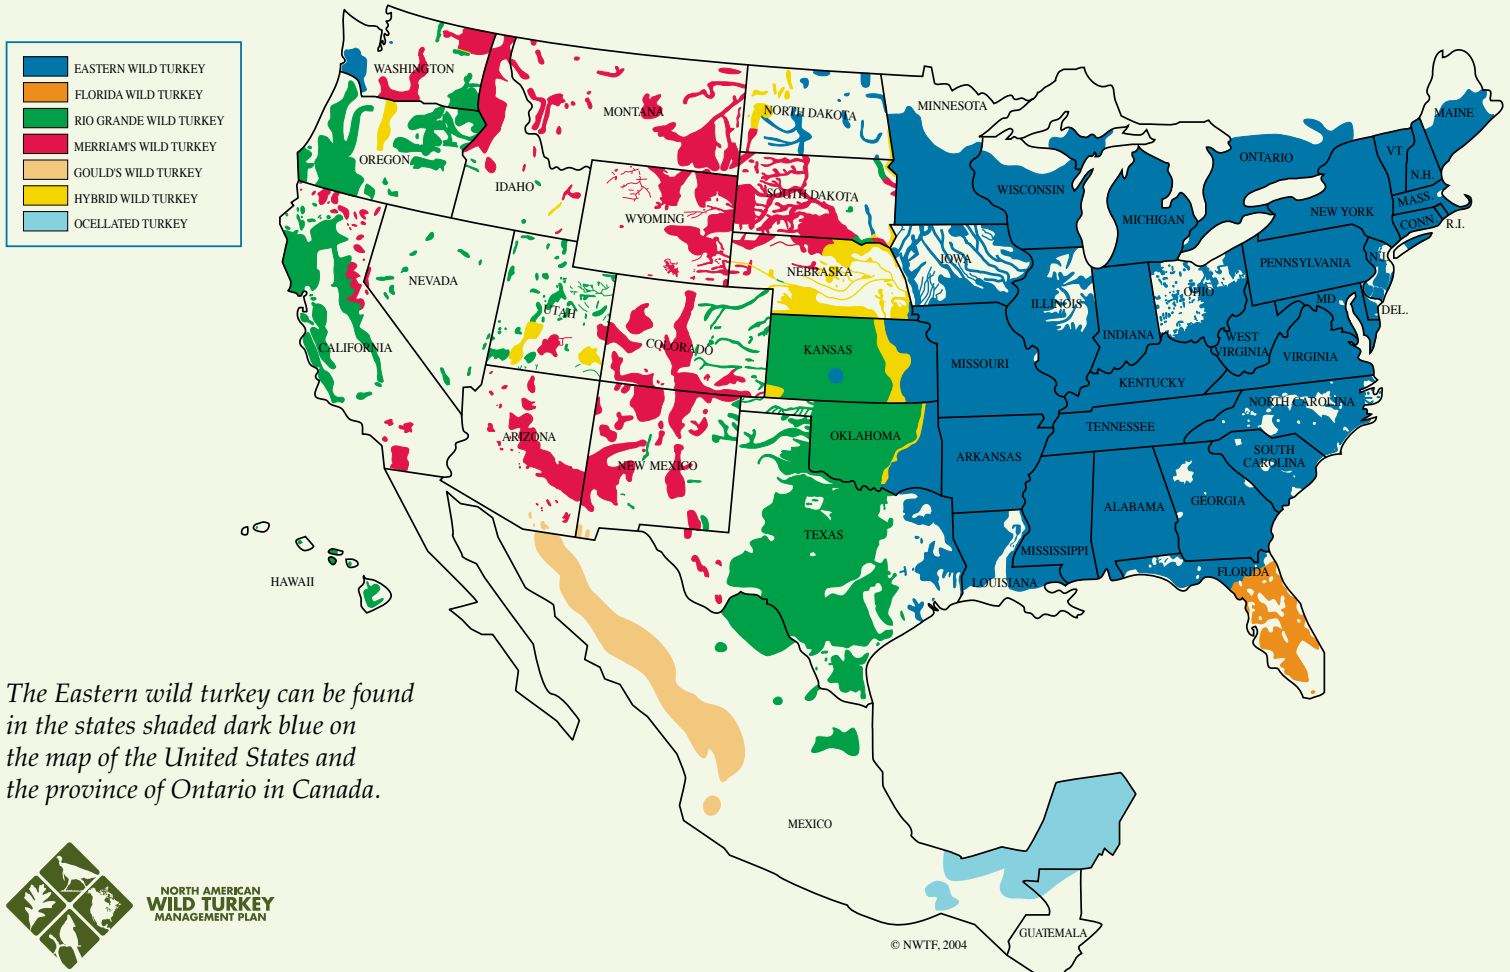 EASTERN WILD TURKEY
FLORIDA WILD TURKEY
RIO GRANDE WILD TURKEY
MERRIAM'S WILD TURKEY
GOULD'S WILD TURKEY
HYBRID WILD TURKEY
OCELLATED TURKEY
WASHINGTON
MONTANA
NORTH DAKOTA
MINNESOTA
MAINE
OREGON
IDAHO
WYOMING
SOUTH DAKOTA
WISCONSIN
MICHIGAN
ONTARIO
VT
N.H.
MASS.
CONN.
R.I.
NEW YORK
NEVADA
UTAH
COLORADO
NEBRASKA
IOWA
ILLINOIS
INDIANA
OHIO
PENNSYLVANIA
N.J.
MD
DEL.
CALIFORNIA
KANSAS
MISSOURI
KENTUCKY
WEST
VIRGINIA
VIRGINIA
ARIZONA
NEW MEXICO
OKLAHOMA
ARKANSAS
TENNESSEE
NORTH CAROLINA
SOUTH
CAROLINA
TEXAS
LOUISIANA
MISSISSIPPI
ALABAMA
GEORGIA
FLORIDA
HAWAII
MEXICO
GUATEMALA
The Eastern wild turkey can be found
in the states shaded dark blue on
the map of the United States and
the province of Ontario in Canada.
NORTH AMERICAN
WILD TURKEY
MANAGEMENT PLAN
© NWTF, 2004